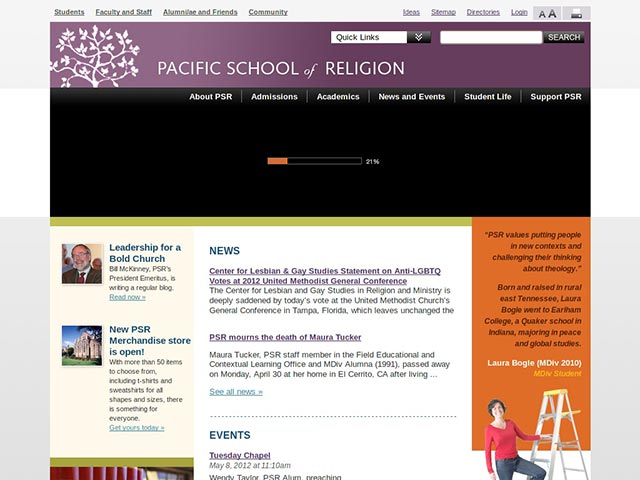 Students Faculty and Staff Alumni/ae and Friends Community Ideas Sitemap Directories Login A A
Quick Links SEARCH
PACIFIC SCHOOL of RELIGION
About PSR Admissions Academics News and Events Student Life Support PSR
21%
Leadership for a
Bold Church
Bill McKinney, PSR's
President Emeritus, is
writing a regular blog.
Read now »
New PSR
Merchandise store
is open!
With more than 50 items
to choose from,
including t-shirts and
sweatshirts for all
shapes and sizes, there
is something for
everyone.
Get yours today »
NEWS
Center for Lesbian & Gay Studies Statement on Anti-LGBTQ
Votes at 2012 United Methodist General Conference
The Center for Lesbian and Gay Studies in Religion and Ministry is
deeply saddened by today's vote at the United Methodist Church's
General Conference in Tampa, Florida, which leaves unchanged the
PSR mourns the death of Maura Tucker
Maura Tucker, PSR staff member in the Field Educational and
Contextual Learning Office and MDiv Alumna (1991), passed away
on Monday, April 30 at her home in El Cerrito, CA after living ...
See all news »
EVENTS
Tuesday Chapel
May 8, 2012 at 11:10am
Wendy Taylor, PSR Alum, preaching
"PSR values putting people
in new contexts and
challenging their thinking
about theology."
Born and raised in rural
east Tennessee, Laura
Bogle went to Earlham
College, a Quaker school in
Indiana, majoring in peace
and global studies.
Laura Bogle (MDiv 2010)
MDiv Student